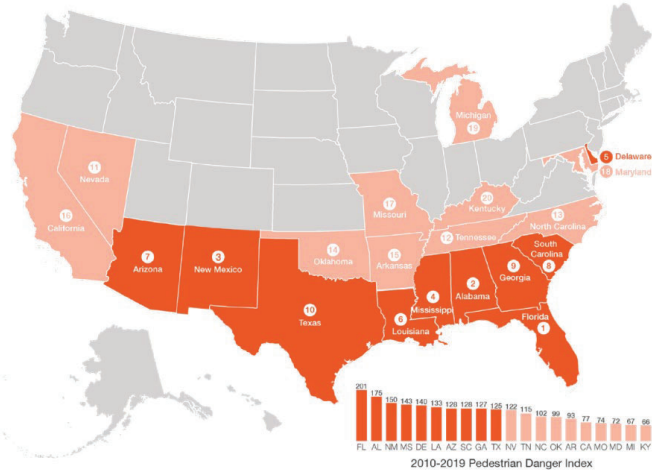 Michigan
19
5 Delaware
18 Maryland
11
Nevada
16
California
17
Missouri
20
Kentucky
13
North Carolina
12 Tennessee
14
Oklahoma
15
Arkansas
South
Carolina
8
7
Arizona
3
New Mexico
9
Georgia
2
Alabama
4
Mississipp
10
Texas
6
Louisiana
Florida
1
201 175 150 143 140 133 128 128 127 125 122 115 102 99 93 77 74 72 67 66
FL AL NM MS DE LA AZ SC GA TX NV TN NC OK AR CA MO MD MI KY
2010-2019 Pedestrian Danger Index